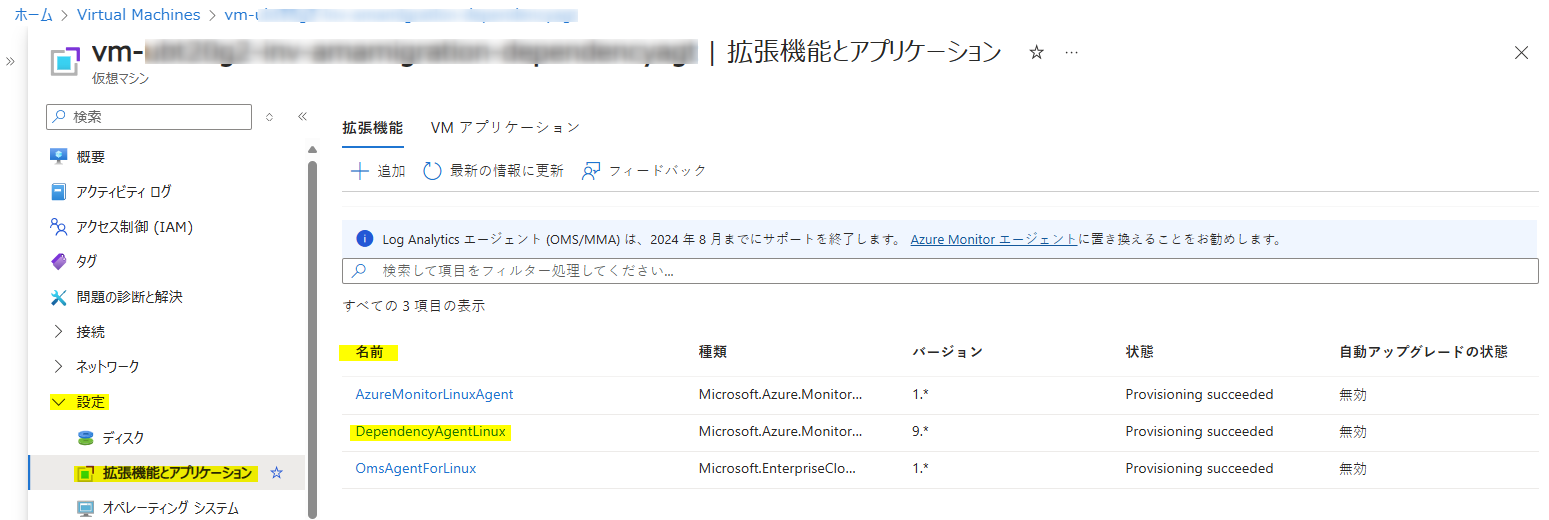 ホーム > Virtual Machines > vm-
vm- | 拡張機能とアプリケーション ☆ …
仮想マシン
検索
概要
アクティビティ ログ
アクセス制御 (IAM)
タグ
問題の診断と解決
接続
ネットワーク
設定
ディスク
拡張機能とアプリケーション
オペレーティング システム
拡張機能 VM アプリケーション
追加 最新の情報に更新 フィードバック
Log Analytics エージェント (OMS/MMA) は、2024 年 8 月までにサポートを終了します。 Azure Monitor エージェントに置き換えることをお勧めします。
検索して項目をフィルター処理してください...
すべての 3 項目の表示
名前 種類 バージョン 状態 自動アップグレードの状態
AzureMonitorLinuxAgent Microsoft.Azure.Monitor... 1.* Provisioning succeeded 無効
DependencyAgentLinux Microsoft.Azure.Monitor... 9.* Provisioning succeeded 無効
OmsAgentForLinux Microsoft.EnterpriseClo... 1.* Provisioning succeeded 無効